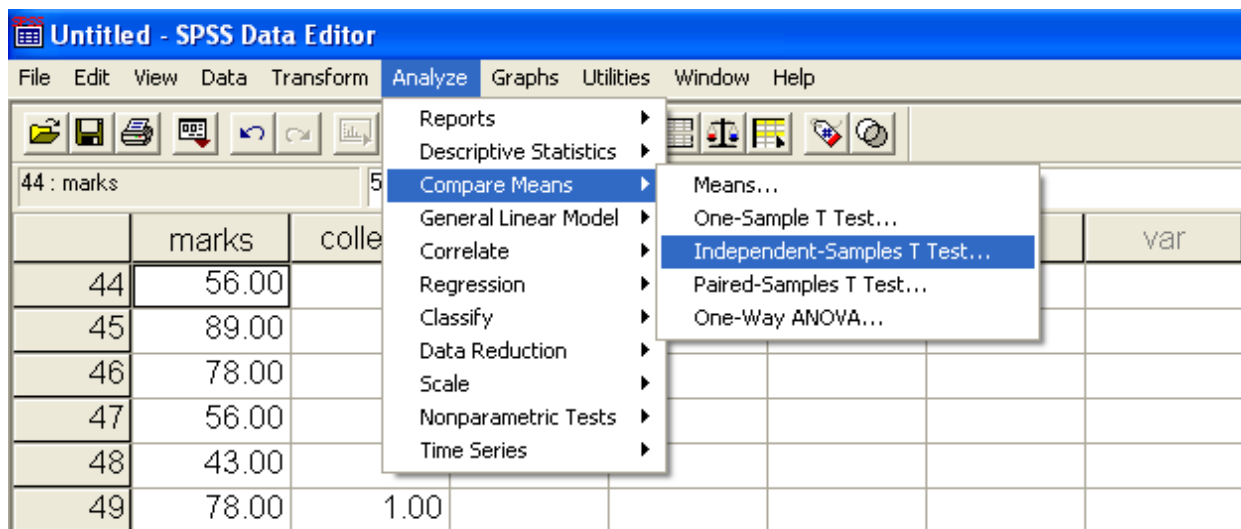 SPSS Untitled - SPSS Data Editor
File Edit View Data Transform Analyze Graphs Utilities Window Help
44 : marks 5
Reports
Descriptive Statistics
Compare Means
General Linear Model
Correlate
Regression
Classify
Data Reduction
Scale
Nonparametric Tests
Time Series
Means...
One-Sample T Test...
Independent-Samples T Test...
Paired-Samples T Test...
One-Way ANOVA...
marks colle var
44 56.00
45 89.00
46 78.00
47 56.00
48 43.00
49 78.00 1.00